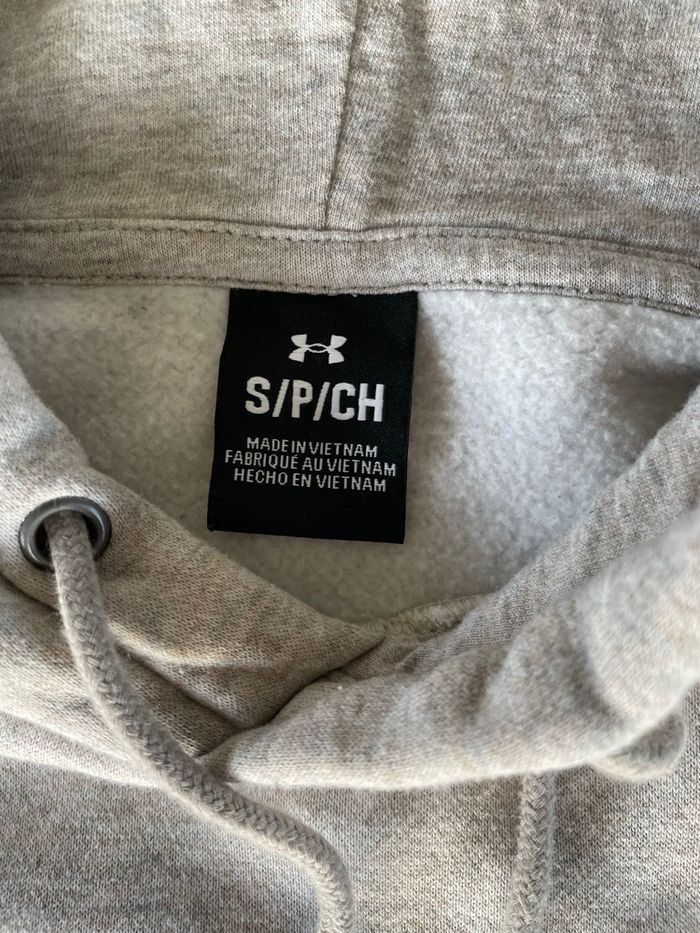 S/P/CH
MADE IN VIETNAM
FABRIQUÉ AU VIETNAM
HECHO EN VIETNAM